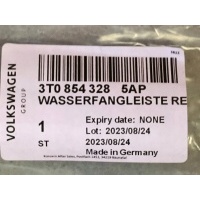 VOLKSWAGEN
GROUP
3T0 854 328 5AP
WASSERFANGLEISTE RE
1
ST
Expiry date: NONE
Lot: 2023/08/24
2023/08/24
Made in Germany